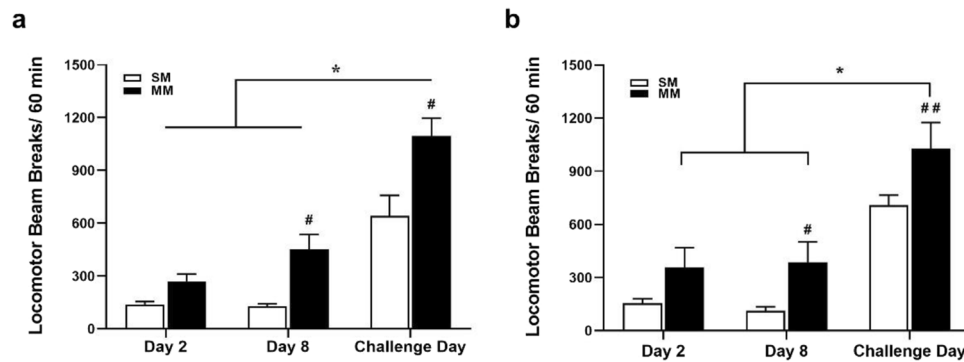 a
Locomotor Beam Breaks/ 60 min
1500
1200
900
600
300
0
SM
MM
*
#
#
Day 2
Day 8
Challenge Day
b
Locomotor Beam Breaks/ 60 min
1500
1200
900
600
300
0
SM
MM
*
##
#
Day 2
Day 8
Challenge Day